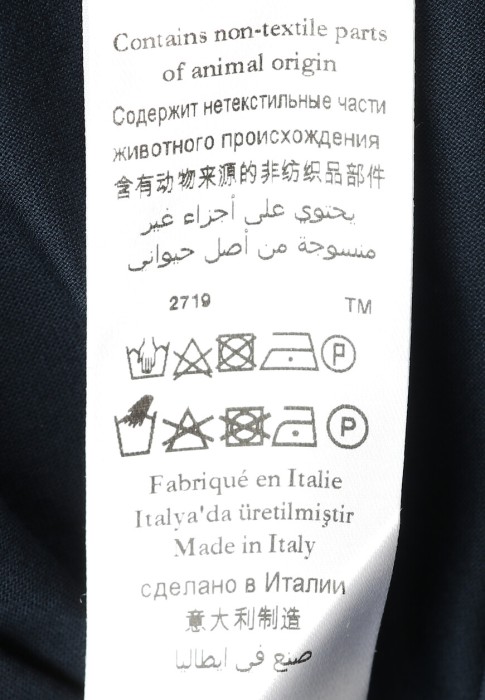 Contains non-textile parts
of animal origin
Содержит нетекстильные части
животного происхождения
含有动物来源的非纺织品部件
يحتوي على أجزاء غير
منسوجة من أصل حيواني
2719 TM
P
P
Fabriqué en Italie
Italya'da üretilmiştir
Made in Italy
сделано в Италии
意大利制造
صنع في ايطاليا